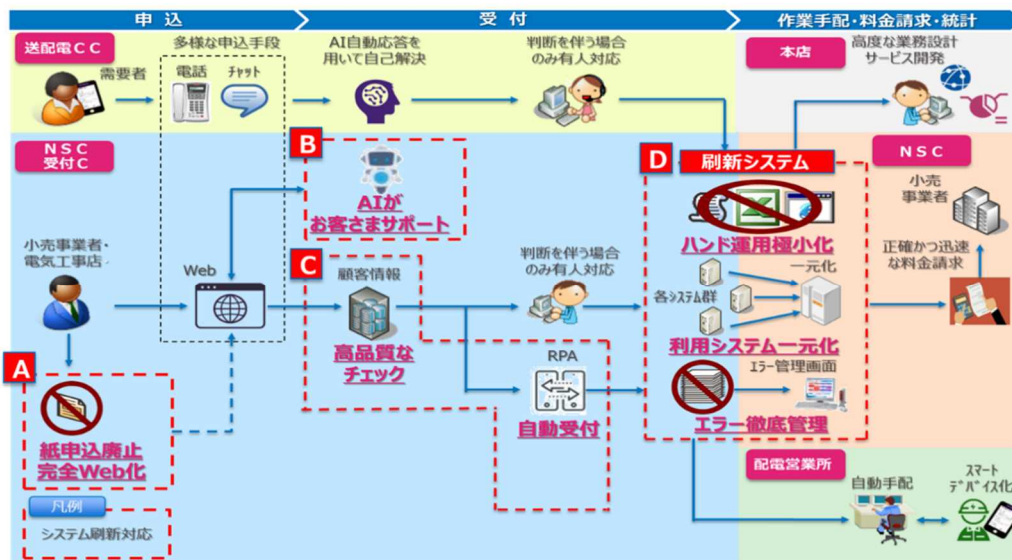 申 込
受 付
作業手配・料金請求・統計
送配電CC
需要者
多様な申込手段
電話
ﾁｬｯﾄ
AI自動応答を
用いて自己解決
判断を伴う場合
のみ有人対応
本店
高度な業務設計
サービス開発
NSC
受付C
小売事業者・
電気工事店
Web
B
AIが
お客さまサポート
C
顧客情報
高品質な
チェック
判断を伴う場合
のみ有人対応
RPA
自動受付
D
刷新システム
ハンド運用極小化
一元化
各システム群
利用システム一元化
ｴﾗｰ管理画面
エラー徹底管理
NSC
小売
事業者
正確かつ迅速
な料金請求
A
紙申込廃止
完全Web化
凡例
システム刷新対応
配電営業所
自動手配
ｽﾏｰﾄ
ﾃﾞﾊﾞｲｽ化